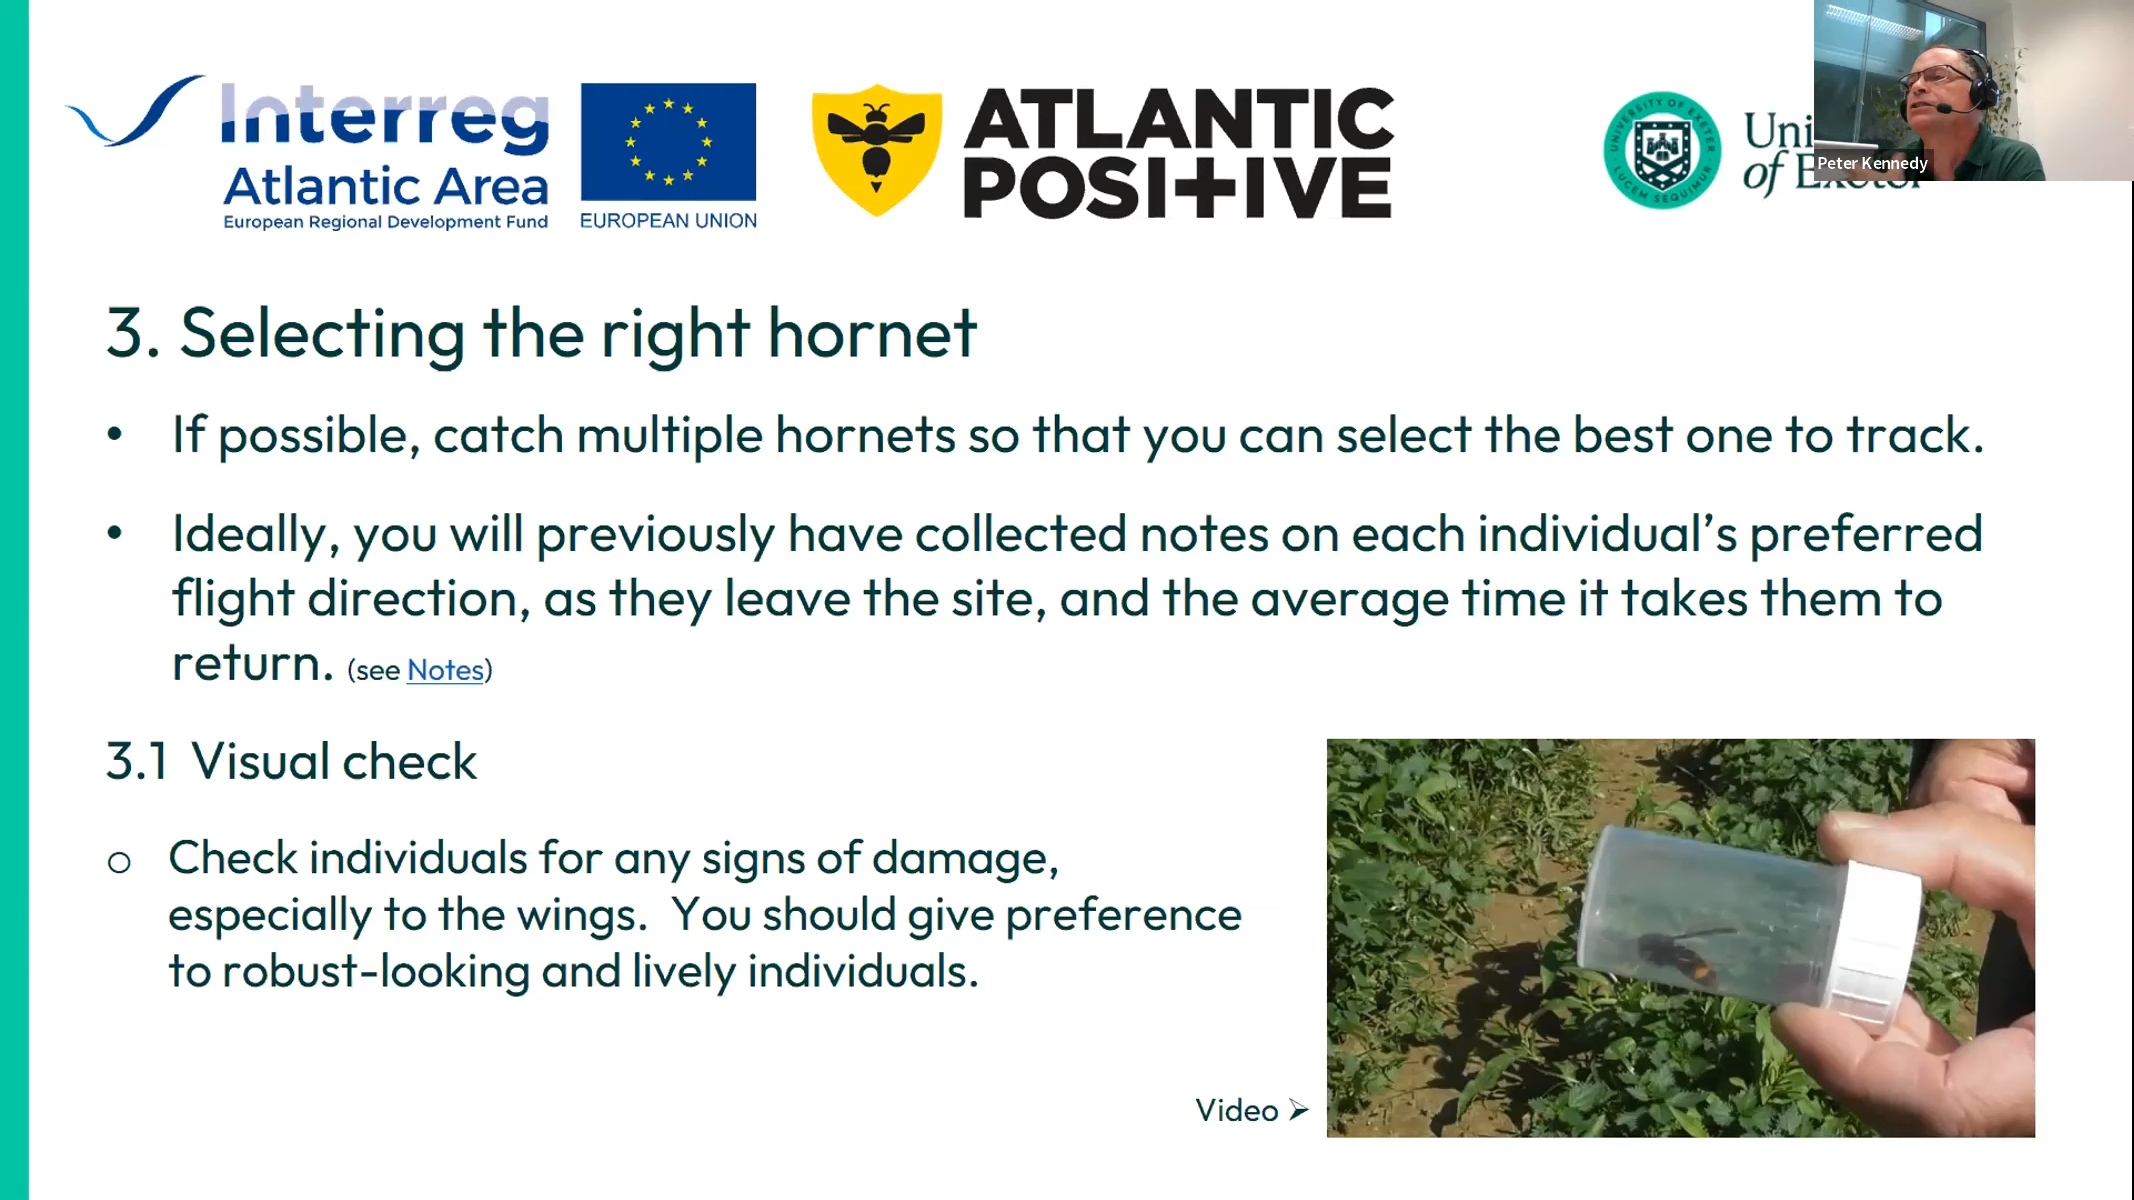 Interreg
Atlantic Area
European Regional Development Fund
EUROPEAN UNION
ATLANTIC
POSITIVE
UNIVERSITY OF EXETER
LUCEM SEQUIMUR
of
Peter Kennedy
3. Selecting the right hornet
• If possible, catch multiple hornets so that you can select the best one to track.
• Ideally, you will previously have collected notes on each individual’s preferred
flight direction, as they leave the site, and the average time it takes them to
return. (see Notes)
3.1 Visual check
o Check individuals for any signs of damage,
especially to the wings. You should give preference
to robust-looking and lively individuals.
Video ➢